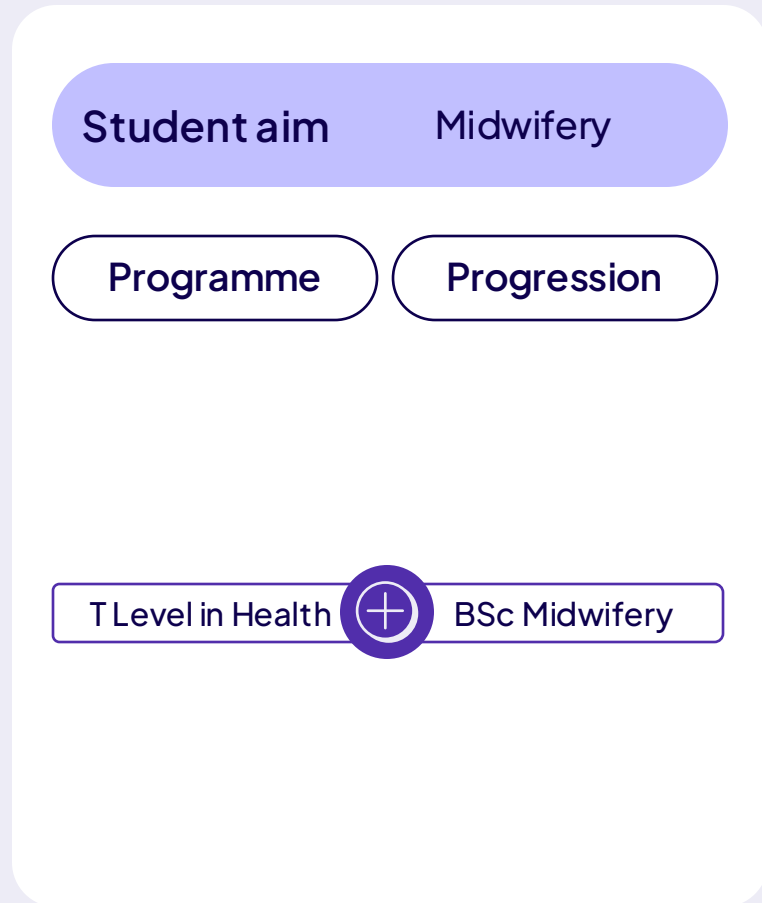 Student aim Midwifery
Programme Progression
T Level in Health BSc Midwifery